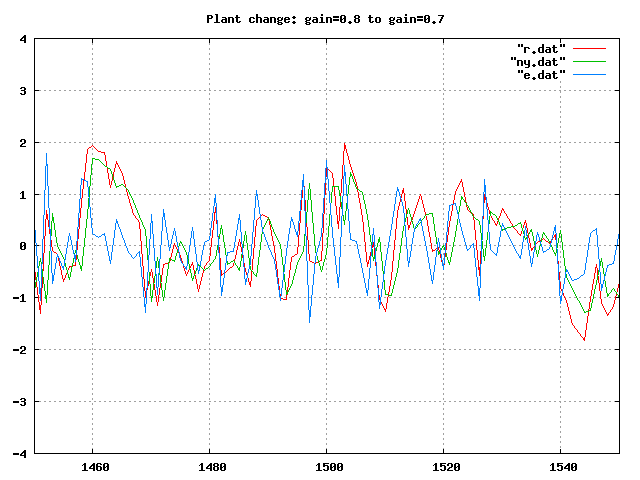 Plant change: gain=0.8 to gain=0.7
"r.dat"
"ny.dat"
"e.dat"
4
3
2
1
0
-1
-2
-3
-4
1460 1480 1500 1520 1540